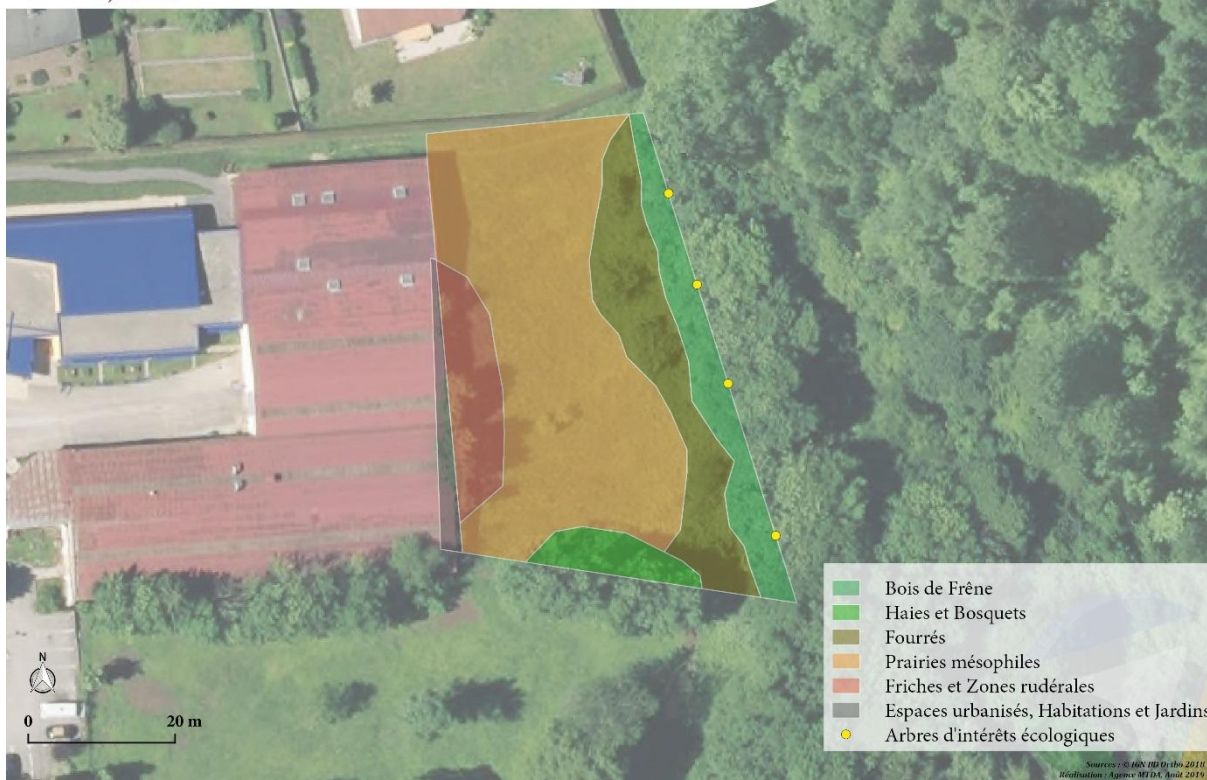 Bois de Frêne
Haies et Bosquets
Fourrés
Prairies mésophiles
Friches et Zones rudérales
Espaces urbanisés, Habitations et Jardins
Arbres d'intérêts écologiques
N
0 20 m
Sources : © IGN BD Ortho 2018
Réalisation : Agence MTDA, Août 2019